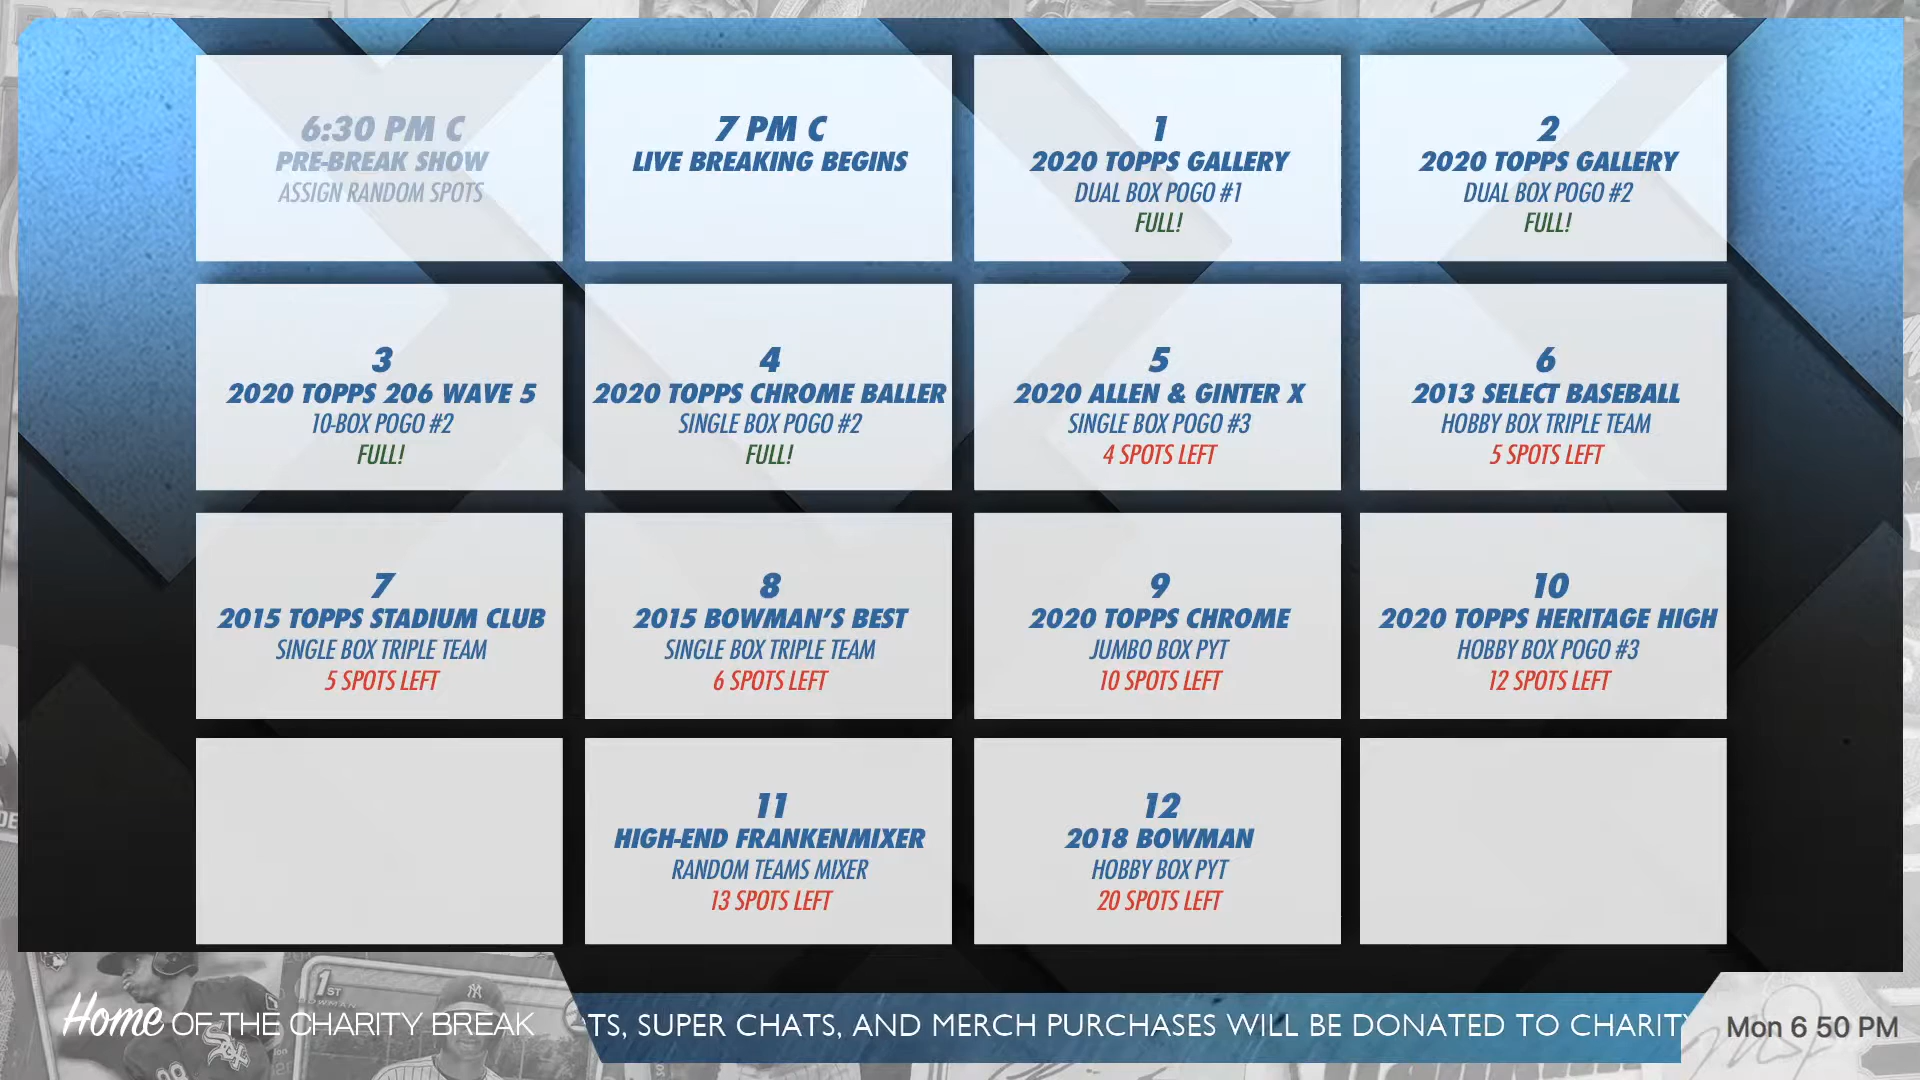 6:30 PM C
PRE-BREAK SHOW
ASSIGN RANDOM SPOTS
7 PM C
LIVE BREAKING BEGINS
1
2020 TOPPS GALLERY
DUAL BOX POGO #1
FULL!
2
2020 TOPPS GALLERY
DUAL BOX POGO #2
FULL!
3
2020 TOPPS 206 WAVE 5
10-BOX POGO #2
FULL!
4
2020 TOPPS CHROME BALLER
SINGLE BOX POGO #2
FULL!
5
2020 ALLEN & GINTER X
SINGLE BOX POGO #3
4 SPOTS LEFT
6
2013 SELECT BASEBALL
HOBBY BOX TRIPLE TEAM
5 SPOTS LEFT
7
2015 TOPPS STADIUM CLUB
SINGLE BOX TRIPLE TEAM
5 SPOTS LEFT
8
2015 BOWMAN'S BEST
SINGLE BOX TRIPLE TEAM
6 SPOTS LEFT
9
2020 TOPPS CHROME
JUMBO BOX PYT
10 SPOTS LEFT
10
2020 TOPPS HERITAGE HIGH
HOBBY BOX POGO #3
12 SPOTS LEFT
11
HIGH-END FRANKENMIXER
RANDOM TEAMS MIXER
13 SPOTS LEFT
12
2018 BOWMAN
HOBBY BOX PYT
20 SPOTS LEFT
1ST
BOWMAN
Sox
Home OF THE CHARITY BREAK
TS, SUPER CHATS, AND MERCH PURCHASES WILL BE DONATED TO CHARITY
Mon 6 50 PM